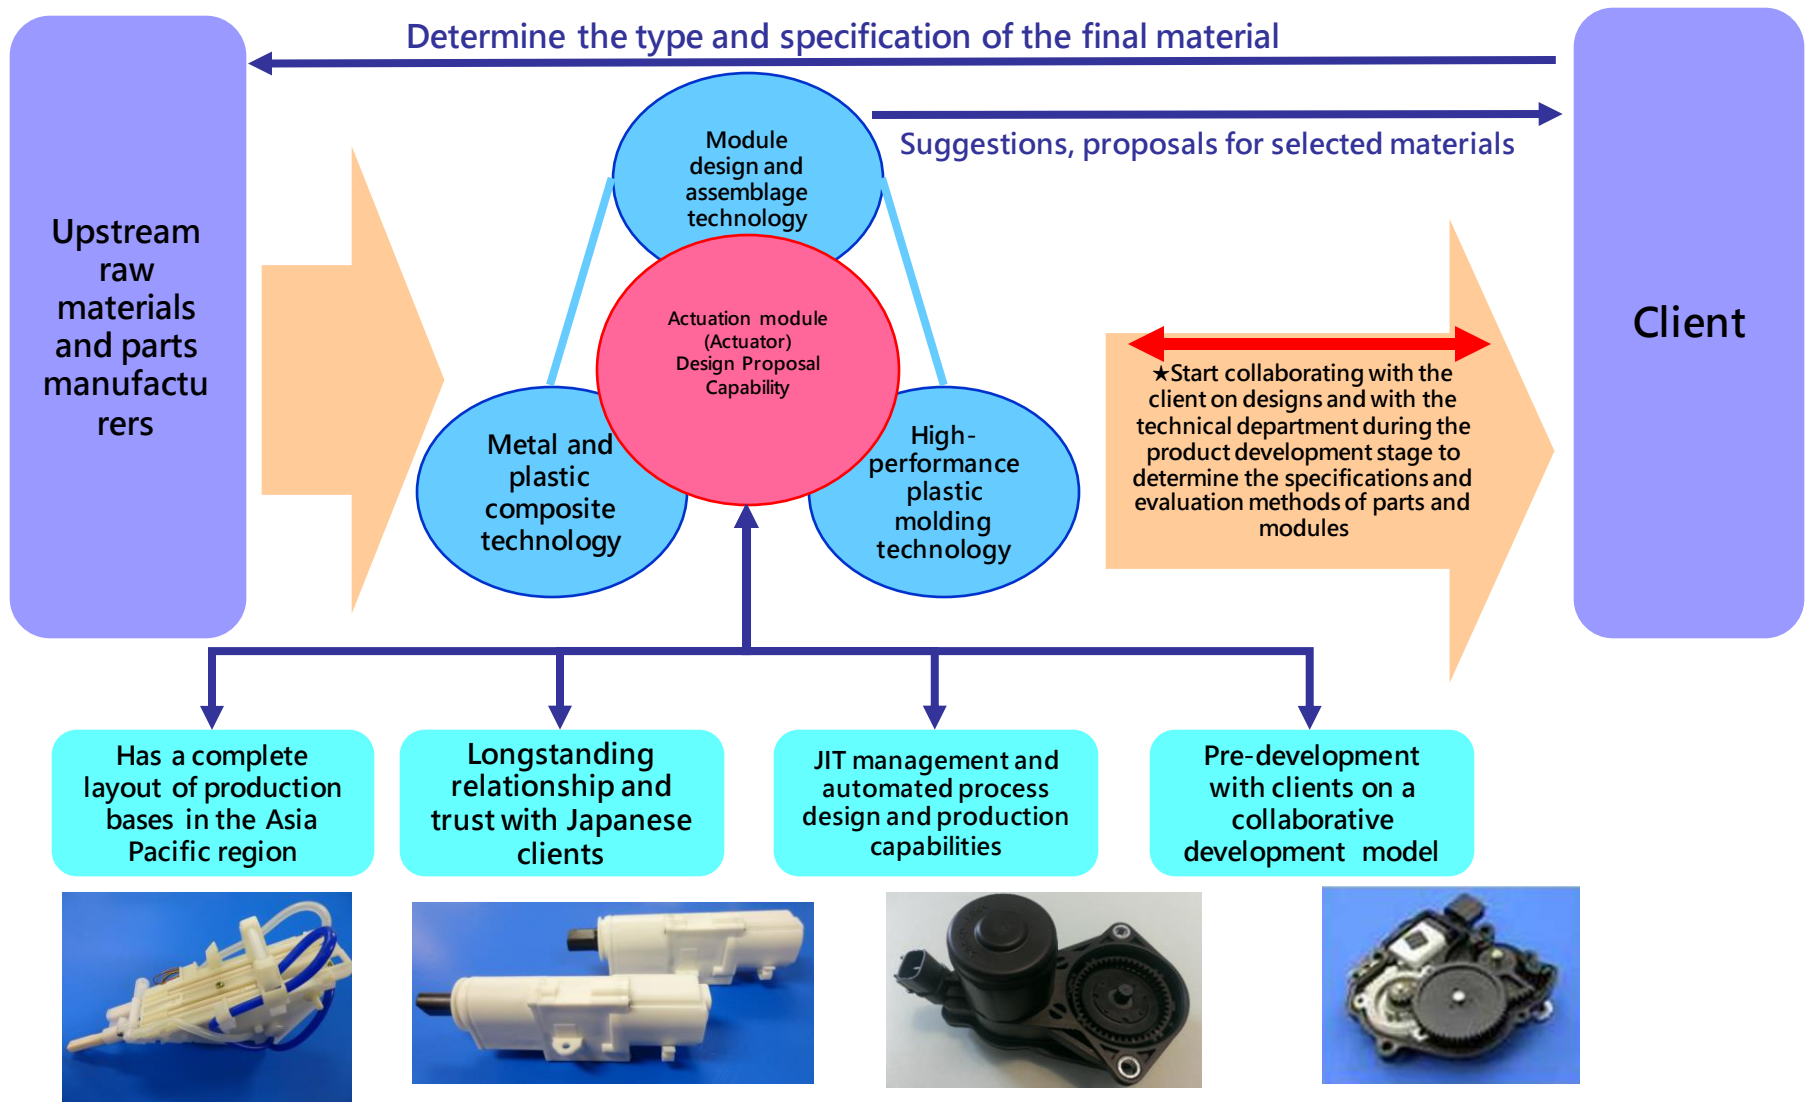 Determine the type and specification of the final material
Suggestions, proposals for selected materials
Upstream
raw
materials
and parts
manufactu
rers
Module
design and
assemblage
technology
Actuation module
(Actuator)
Design Proposal
Capability
Metal and
plastic
composite
technology
High-
performance
plastic
molding
technology
★Start collaborating with the
client on designs and with the
technical department during the
product development stage to
determine the specifications and
evaluation methods of parts and
modules
Client
Has a complete
layout of production
bases in the Asia
Pacific region
Longstanding
relationship and
trust with Japanese
clients
JIT management and
automated process
design and production
capabilities
Pre-development
with clients on a
collaborative
development model